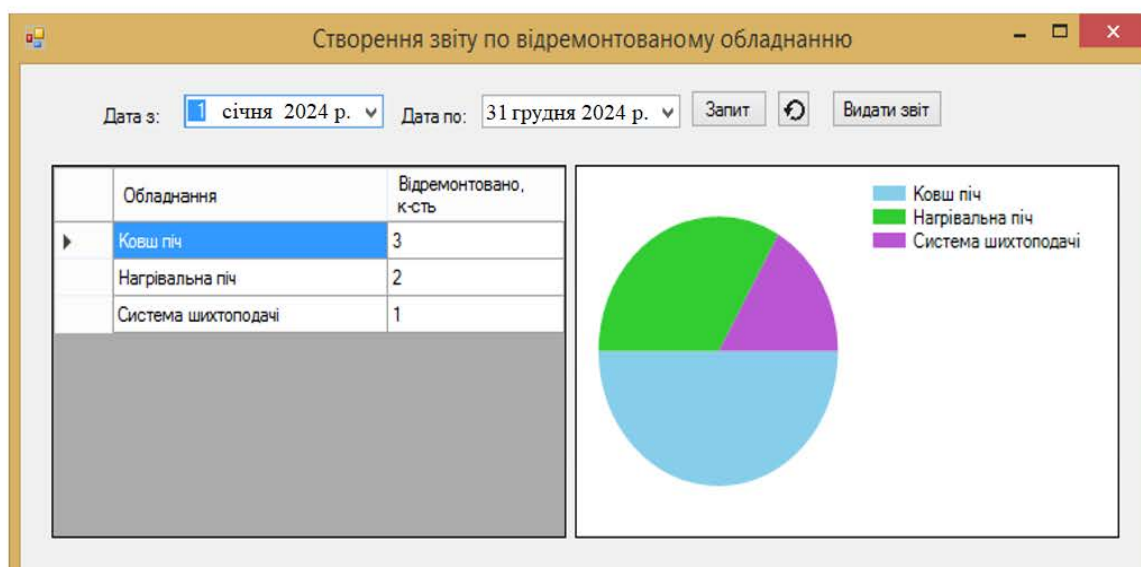 Створення звіту по відремонтованому обладнанню
Дата з: 1 січня 2024 р. Дата по: 31 грудня 2024 р. Запит Видати звіт
Обладнання
Відремонтовано,
к-сть
Ковш піч 3
Нагрівальна піч 2
Система шихтоподачі 1
Ковш піч
Нагрівальна піч
Система шихтоподачі